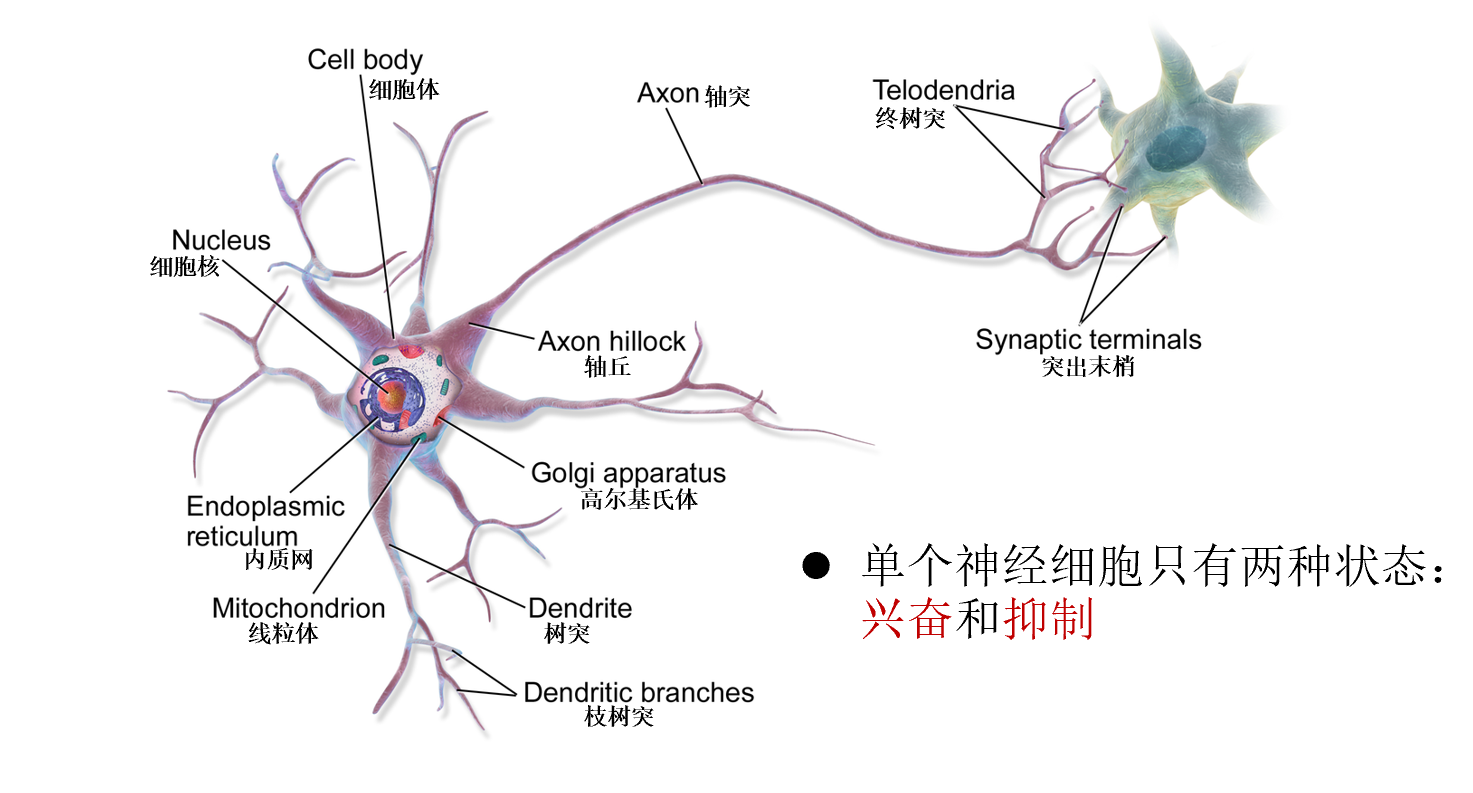 Cell body
细胞体
Axon 轴突
Telodendria
终树突
Nucleus
细胞核
Axon hillock
轴丘
Synaptic terminals
突出末梢
Golgi apparatus
高尔基氏体
Endoplasmic
reticulum
内质网
Mitochondrion
线粒体
Dendrite
树突
Dendritic branches
枝树突
● 单个神经细胞只有两种状态：
兴奋和抑制